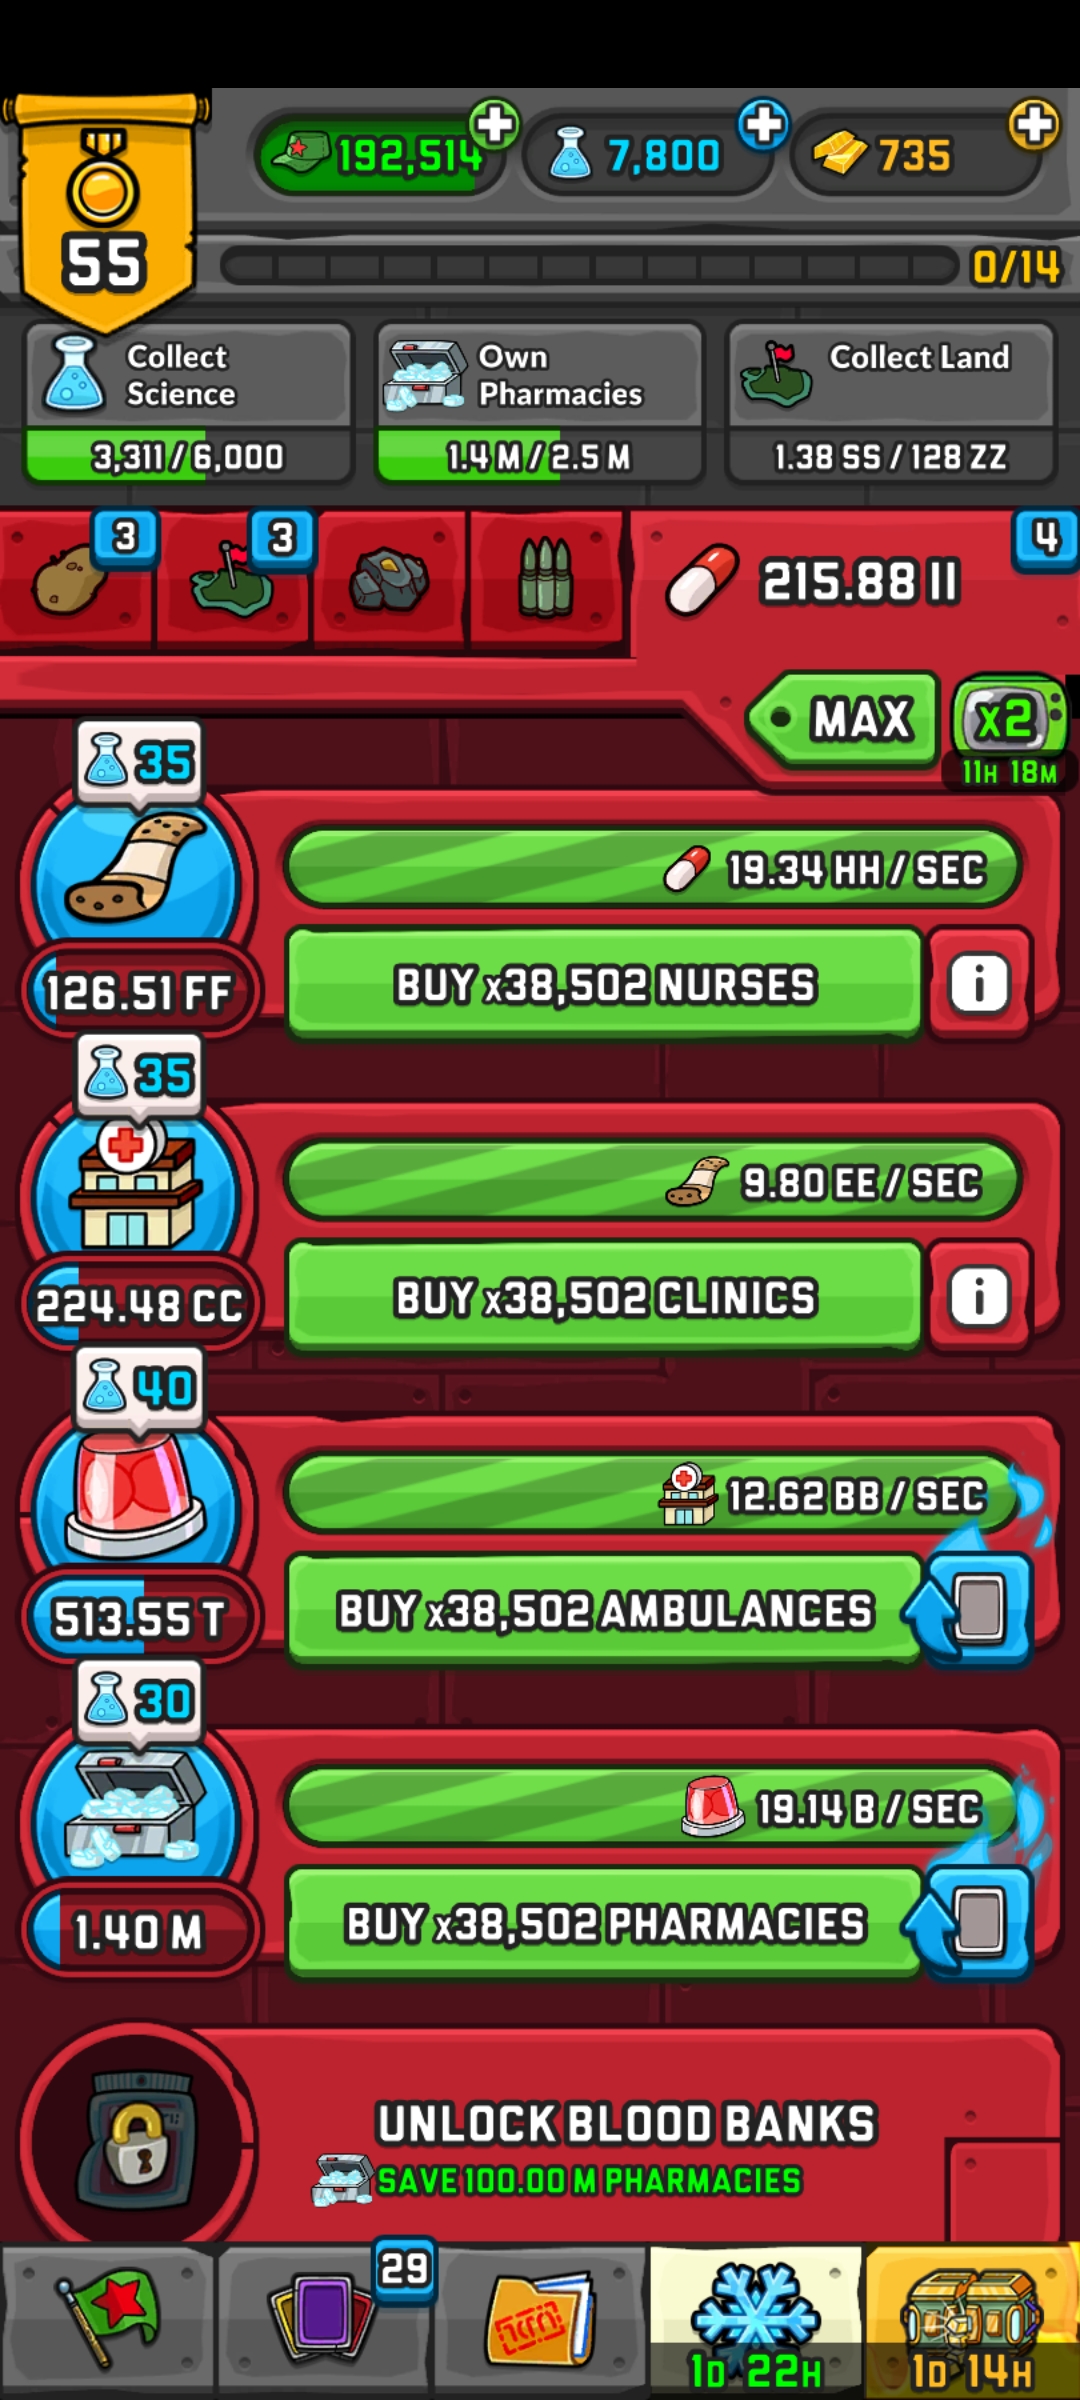 192,514
7,800
735
55
0/14
Collect Science
3,311/6,000
Own Pharmacies
1.4 M/2.5 M
Collect Land
1.38 SS/128 ZZ
3
3
215.88 II
4
MAX
x2
11H 18M
35
19.34 HH/SEC
BUY x38,502 NURSES
i
126.51 FF
35
9.80 EE/SEC
BUY x38,502 CLINICS
i
224.48 CC
40
12.62 BB/SEC
BUY x38,502 AMBULANCES
513.55 T
30
19.14 B/SEC
BUY x38,502 PHARMACIES
1.40 M
UNLOCK BLOOD BANKS
SAVE 100.00 M PHARMACIES
29
1D 22H
1D 14H